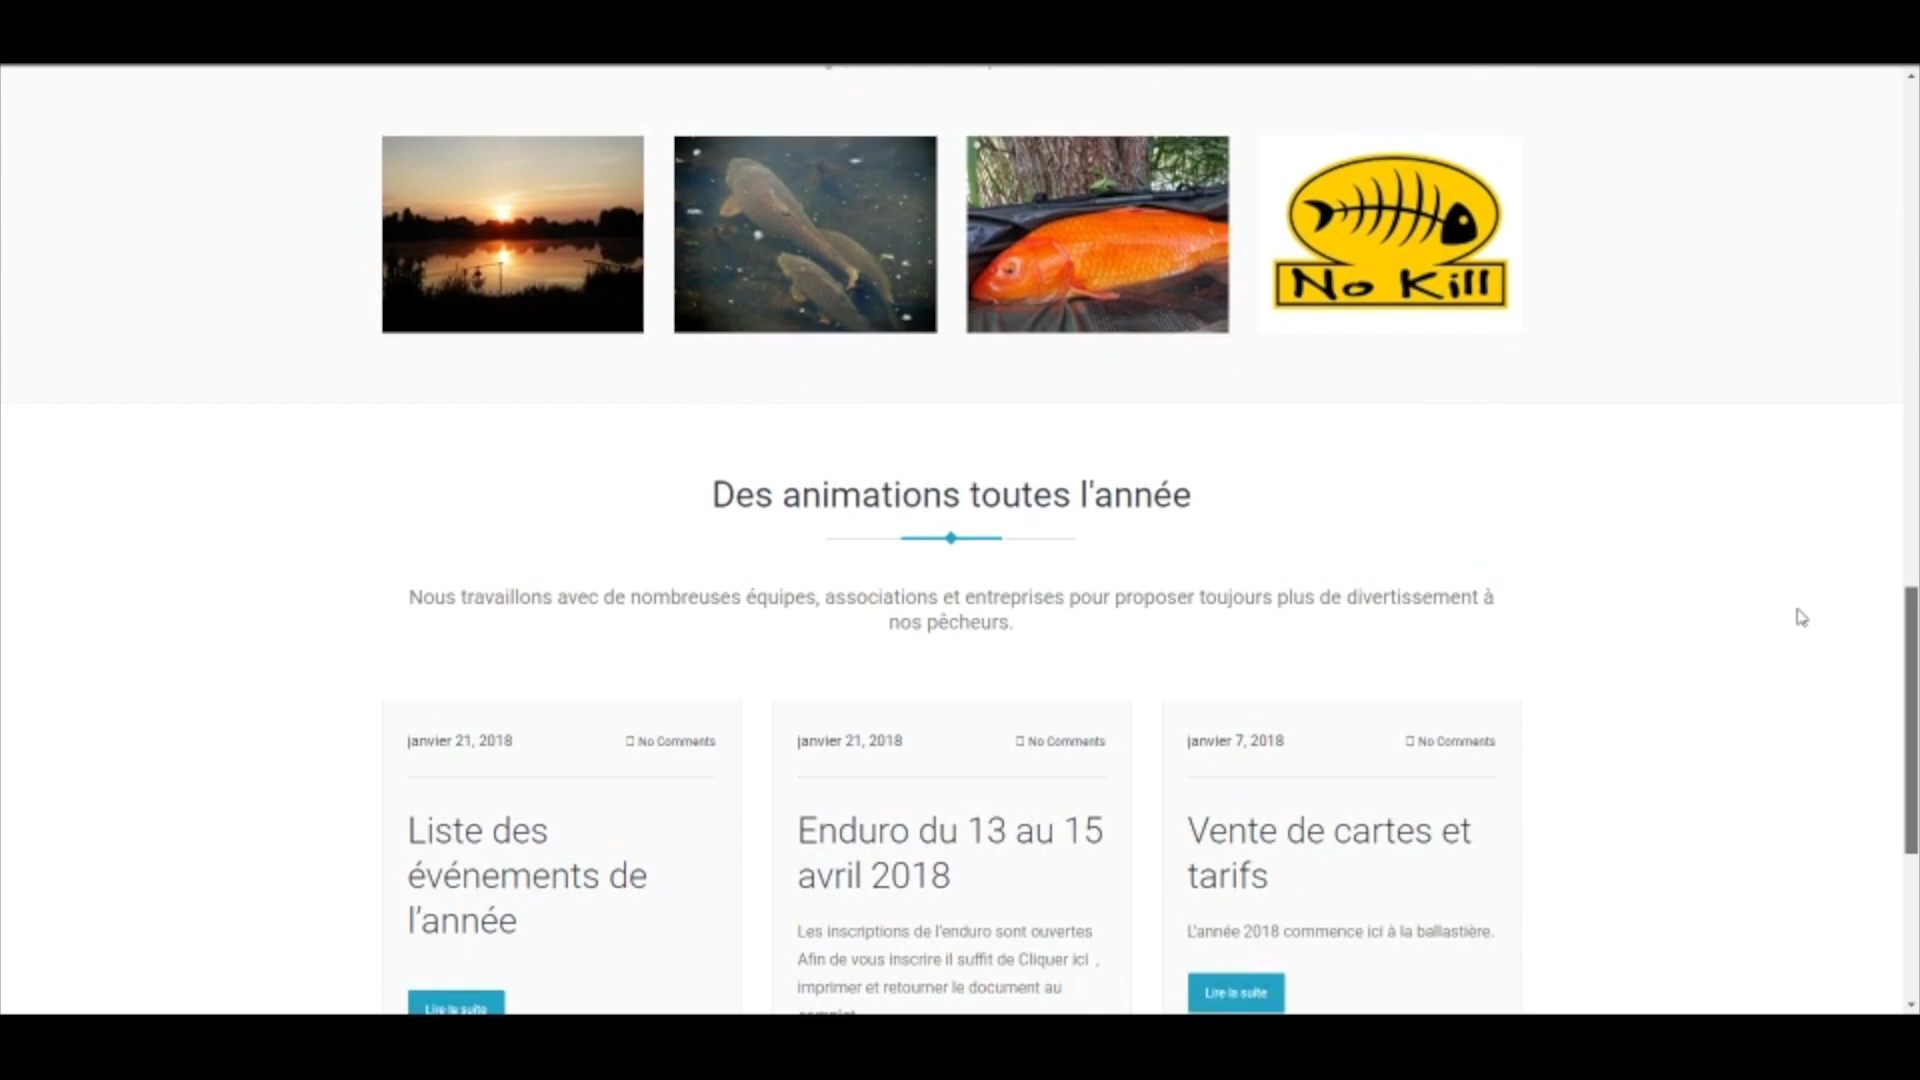 No Kill
Des animations toutes l'année
Nous travaillons avec de nombreuses équipes, associations et entreprises pour proposer toujours plus de divertissement à
nos pêcheurs.
janvier 21, 2018
No Comments
Liste des
événements de
l'année
Lire la suite
janvier 21, 2018
No Comments
Enduro du 13 au 15
avril 2018
Les inscriptions de l'enduro sont ouvertes
Afin de vous inscrire il suffit de Cliquer ici ,
imprimer et retourner le document au
janvier 7, 2018
No Comments
Vente de cartes et
tarifs
L'année 2018 commence ici à la ballastière.
Lire la suite